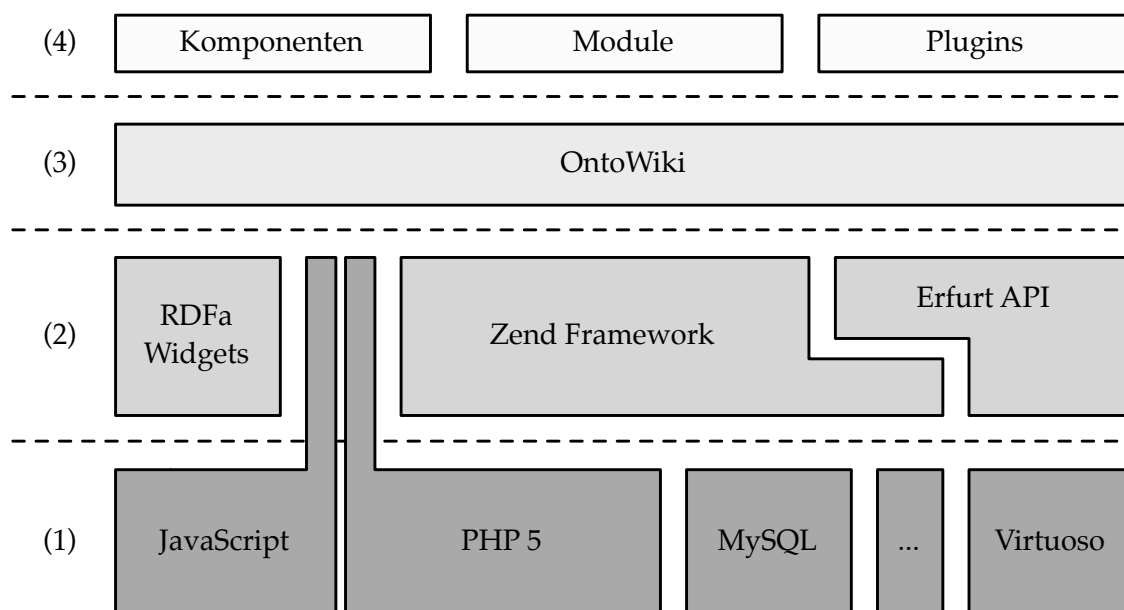 (4) Komponenten Module Plugins
(3) OntoWiki
(2) RDFa Widgets Zend Framework Erfurt API
(1) JavaScript PHP 5 MySQL ... Virtuoso